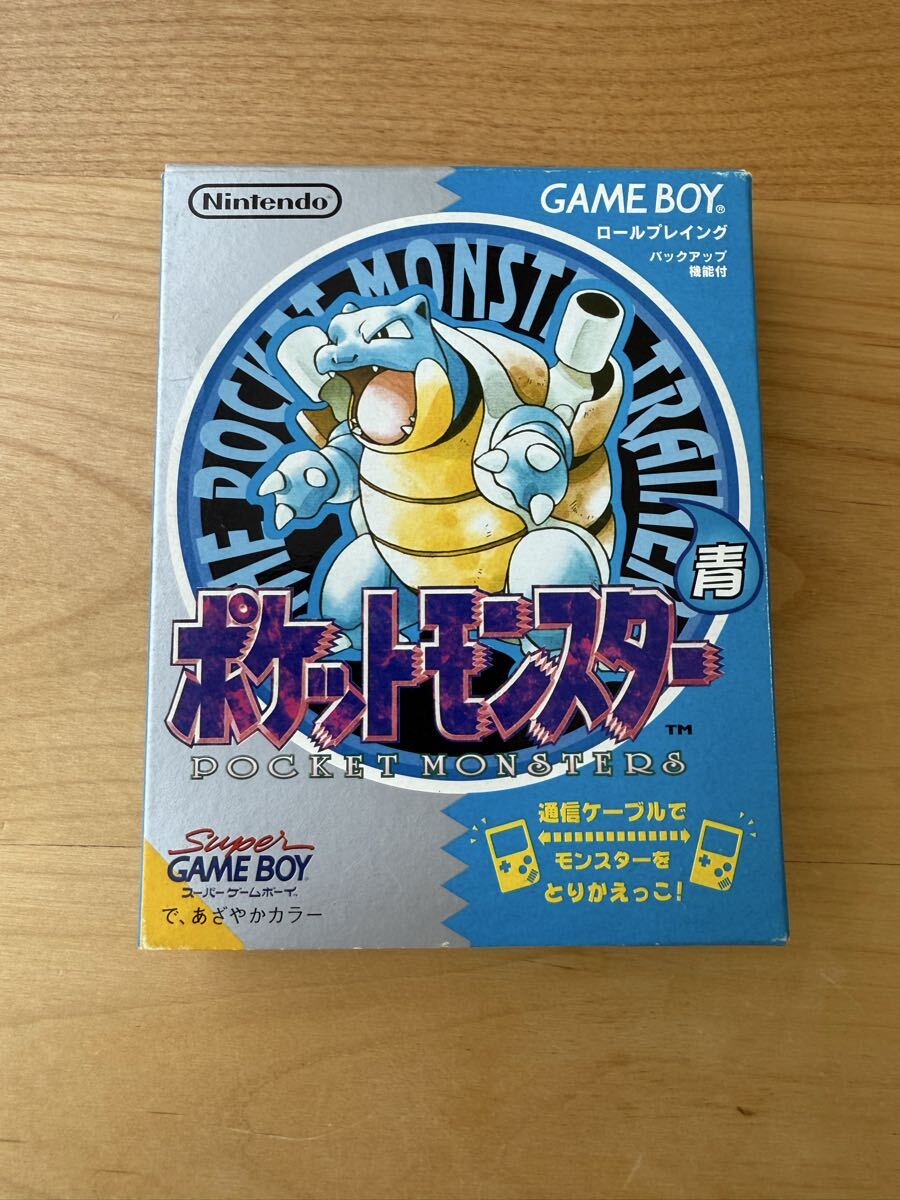 Nintendo
GAME BOY®
ロールプレイング
バックアップ
機能付
THE POCKET MONSTER TRAINER
青
ポケットモンスター
TM
POCKET MONSTERS
通信ケーブルで
モンスターを
とりかえっこ!
Super
GAME BOY
スーパーゲームボーイ
で、あざやかカラー